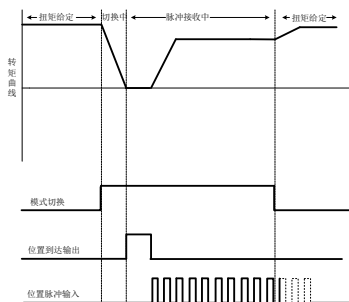 扭矩给定
切换中
脉冲接收中
扭矩给定
转矩曲线
模式切换
位置到达输出
位置脉冲输入